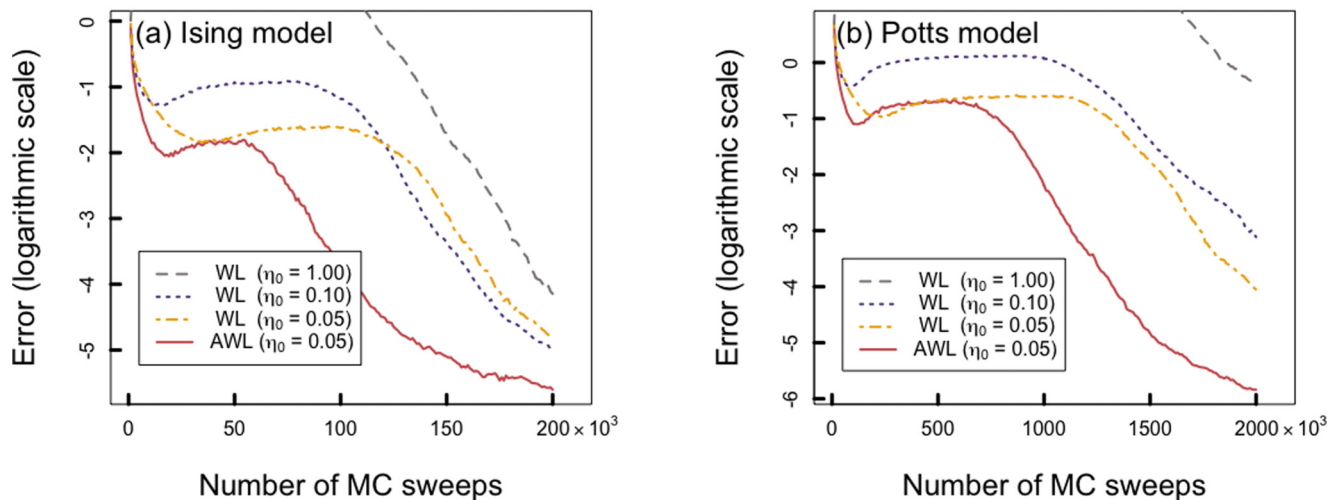 (a) Ising model
Error (logarithmic scale)
0
-1
-2
-3
-4
-5
WL (η₀ = 1.00)
WL (η₀ = 0.10)
WL (η₀ = 0.05)
AWL (η₀ = 0.05)
0 50 100 150 200 × 10³
Number of MC sweeps
(b) Potts model
Error (logarithmic scale)
0
-1
-2
-3
-4
-5
-6
WL (η₀ = 1.00)
WL (η₀ = 0.10)
WL (η₀ = 0.05)
AWL (η₀ = 0.05)
0 500 1000 1500 2000 × 10³
Number of MC sweeps